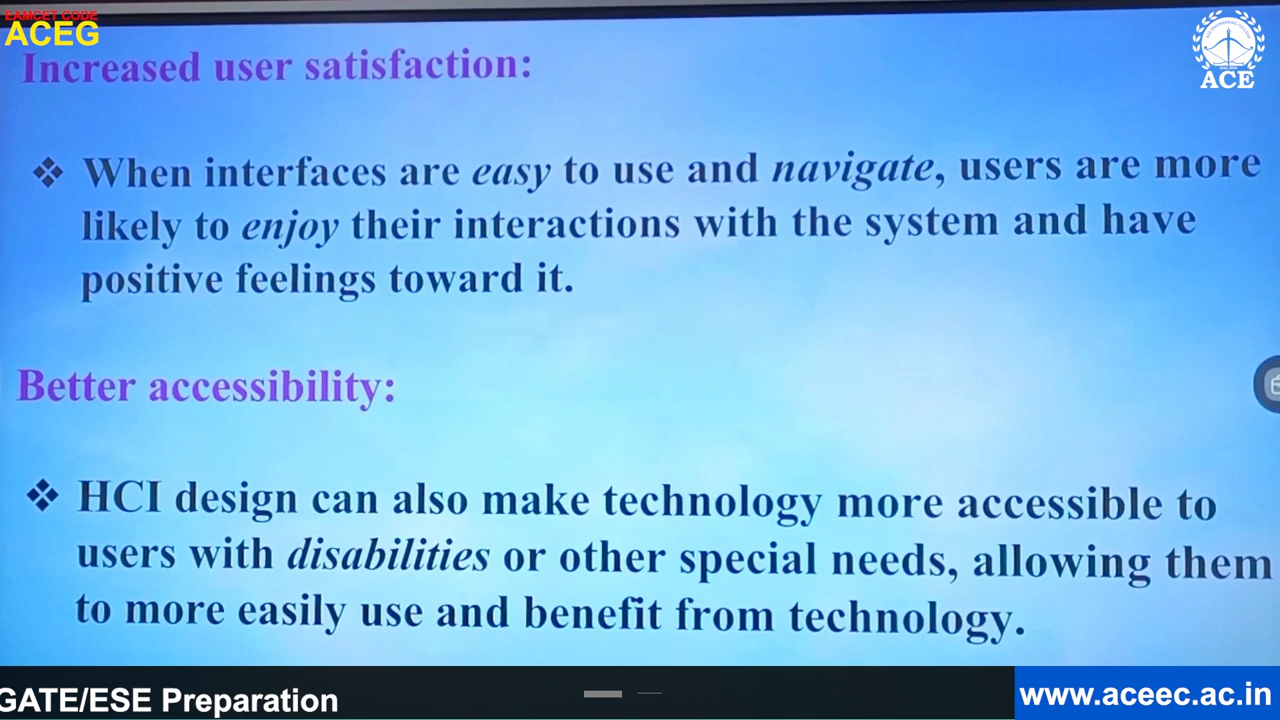 EAMCET CODE
ACEG
ACE
Increased user satisfaction:
❖ When interfaces are easy to use and navigate, users are more
likely to enjoy their interactions with the system and have
positive feelings toward it.
Better accessibility:
❖ HCI design can also make technology more accessible to
users with disabilities or other special needs, allowing them
to more easily use and benefit from technology.
GATE/ESE Preparation
www.aceec.ac.in